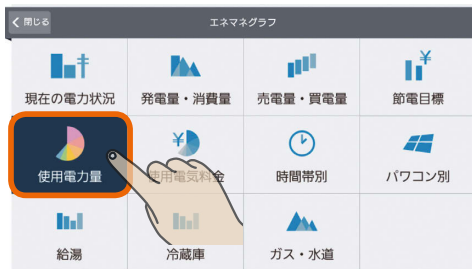 閉じる
エネマネグラフ
現在の電力状況
発電量・消費量
売電量・買電量
節電目標
使用電力量
使用電気料金
時間帯別
パワコン別
給湯
冷蔵庫
ガス・水道